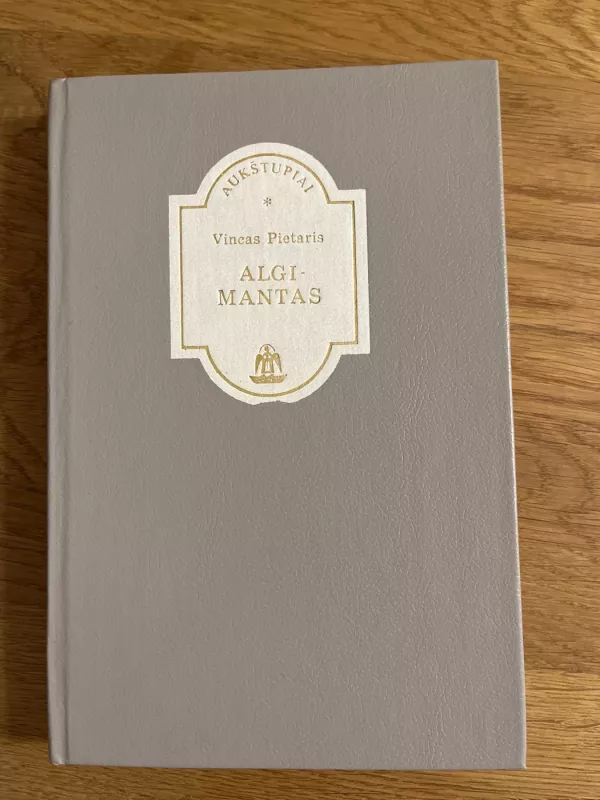 AUKŠTUPIAI
*
Vincas Pietaris
ALGI-
MANTAS